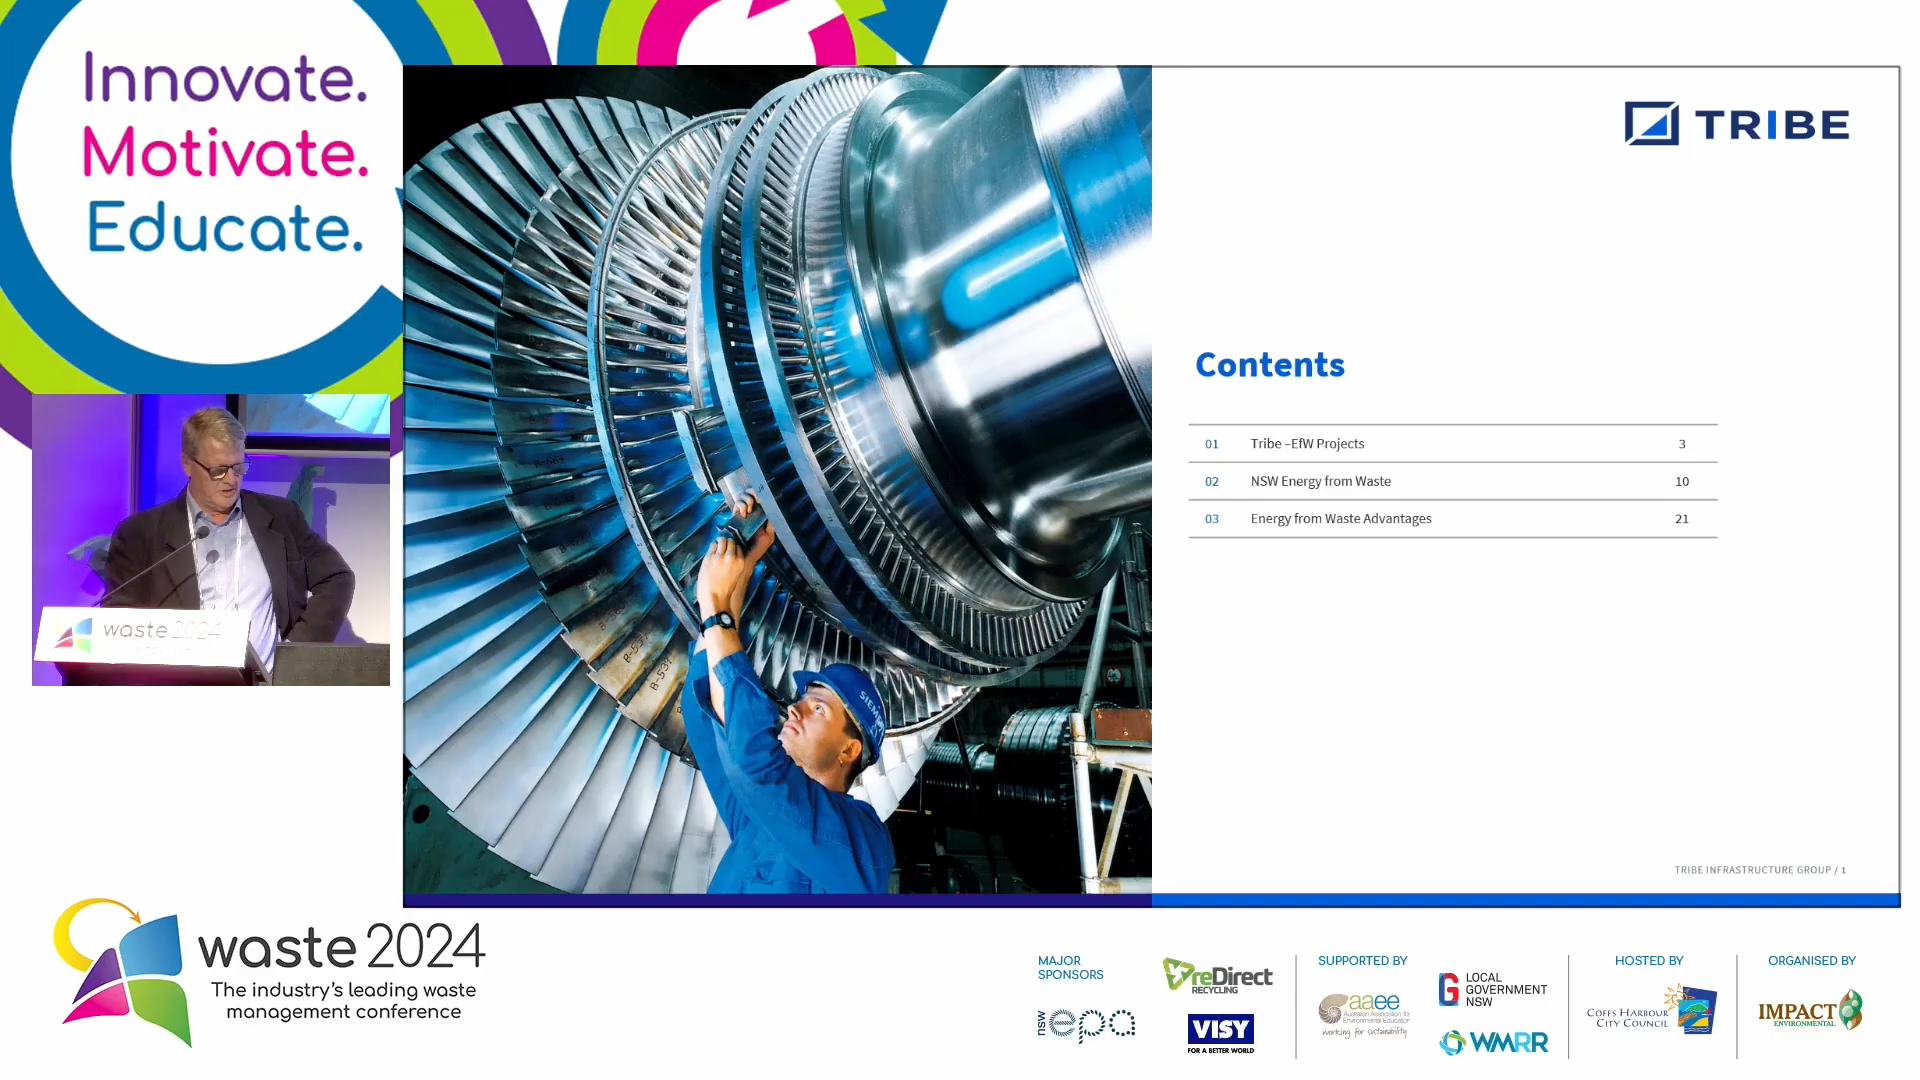 Innovate.
Motivate.
Educate.
TRIBE
Contents
01 Tribe –EfW Projects 3
02 NSW Energy from Waste 10
03 Energy from Waste Advantages 21
TRIBE INFRASTRUCTURE GROUP / 1
B-537
B-537
SIEMENS
waste 2024
waste 2024
The industry's leading waste
management conference
MAJOR
SPONSORS
nsw epa
reDirect
RECYCLING
VISY
FOR A BETTER WORLD
SUPPORTED BY
aaee
Australian Association for
Environmental Education
working for sustainability
LOCAL
GOVERNMENT
NSW
WMRR
HOSTED BY
COFFS HARBOUR
CITY COUNCIL
ORGANISED BY
IMPACT
ENVIRONMENTAL